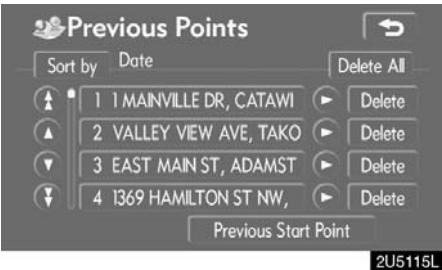 Previous Points
Sort by Date Delete All
1 1 MAINVILLE DR, CATAWI Delete
2 VALLEY VIEW AVE, TAKO Delete
3 EAST MAIN ST, ADAMST Delete
4 1369 HAMILTON ST NW, Delete
Previous Start Point
2U5115L